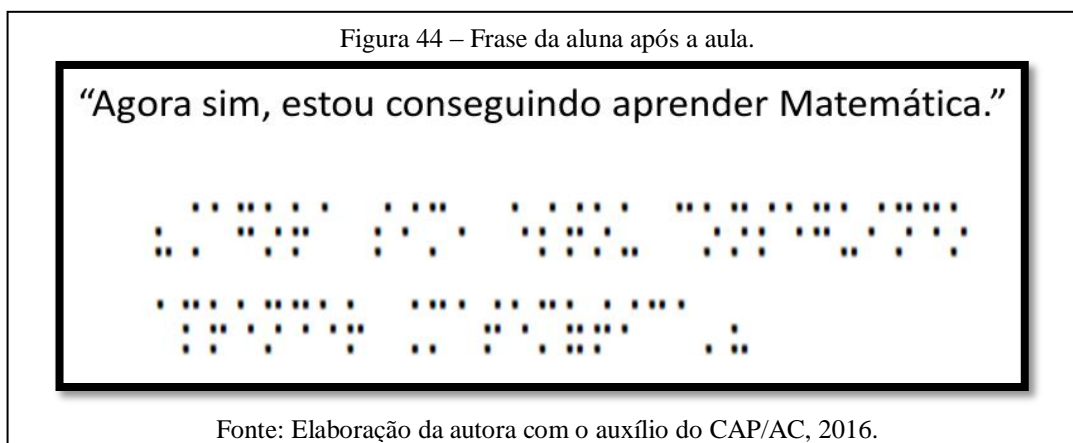 Figura 44 – Frase da aluna após a aula.
“Agora sim, estou conseguindo aprender Matemática.”
Fonte: Elaboração da autora com o auxílio do CAP/AC, 2016.